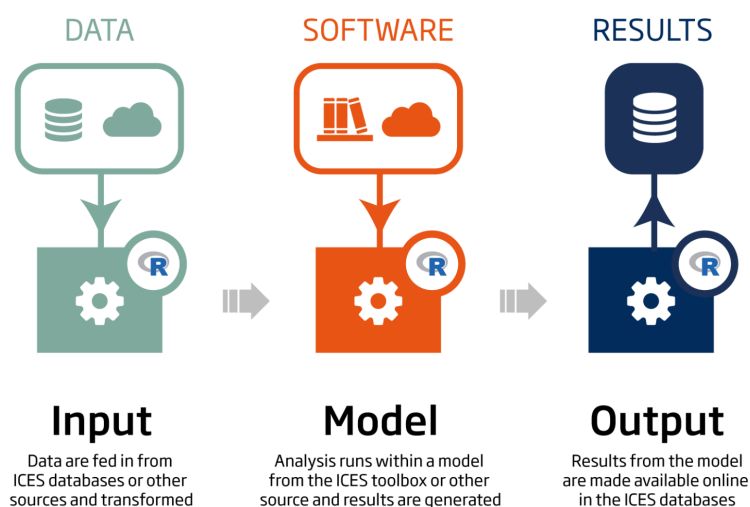 DATA
SOFTWARE
RESULTS
R
R
R
Input
Data are fed in from
ICES databases or other
sources and transformed
Model
Analysis runs within a model
from the ICES toolbox or other
source and results are generated
Output
Results from the model
are made available online
in the ICES databases